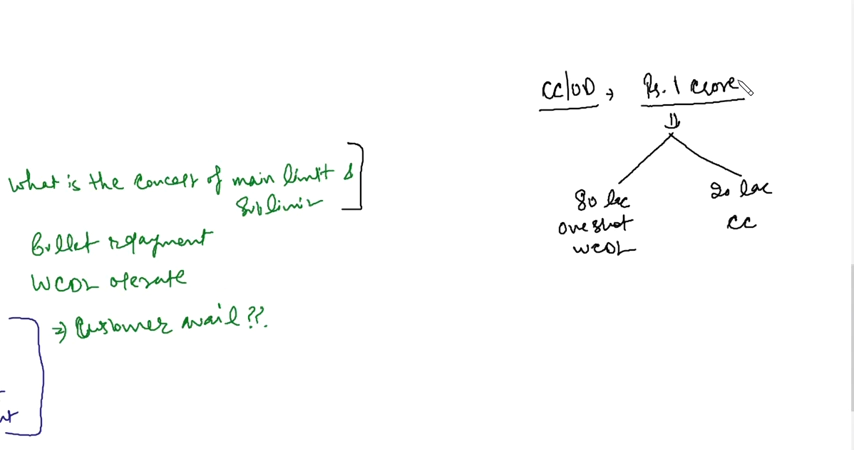 CC/OD → Rs. 1 crore
What is the concept of main limit &
Sublimit
Bullet repayment
WCDL operate
80 lac
20 lac
one shot
CC
WCDL
⇒ Customer avail??